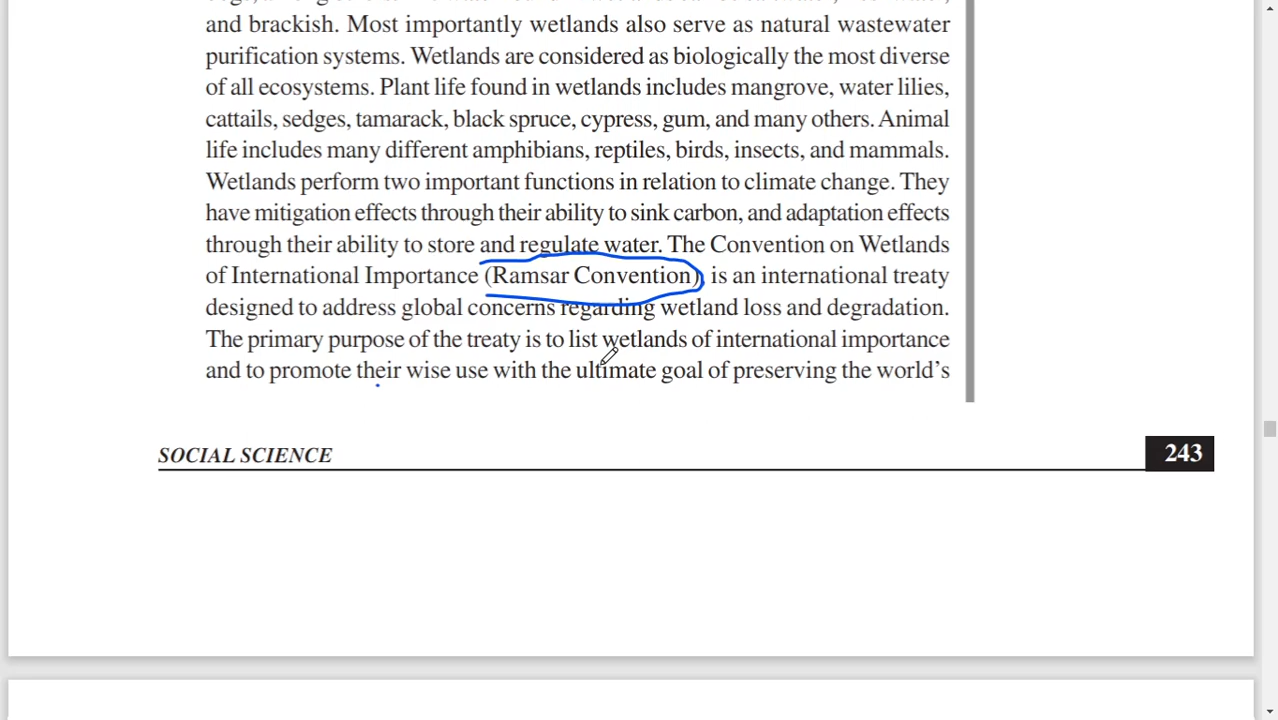 and brackish. Most importantly wetlands also serve as natural wastewater
purification systems. Wetlands are considered as biologically the most diverse
of all ecosystems. Plant life found in wetlands includes mangrove, water lilies,
cattails, sedges, tamarack, black spruce, cypress, gum, and many others. Animal
life includes many different amphibians, reptiles, birds, insects, and mammals.
Wetlands perform two important functions in relation to climate change. They
have mitigation effects through their ability to sink carbon, and adaptation effects
through their ability to store and regulate water. The Convention on Wetlands
of International Importance (Ramsar Convention) is an international treaty
designed to address global concerns regarding wetland loss and degradation.
The primary purpose of the treaty is to list wetlands of international importance
and to promote their wise use with the ultimate goal of preserving the world's
SOCIAL SCIENCE
243